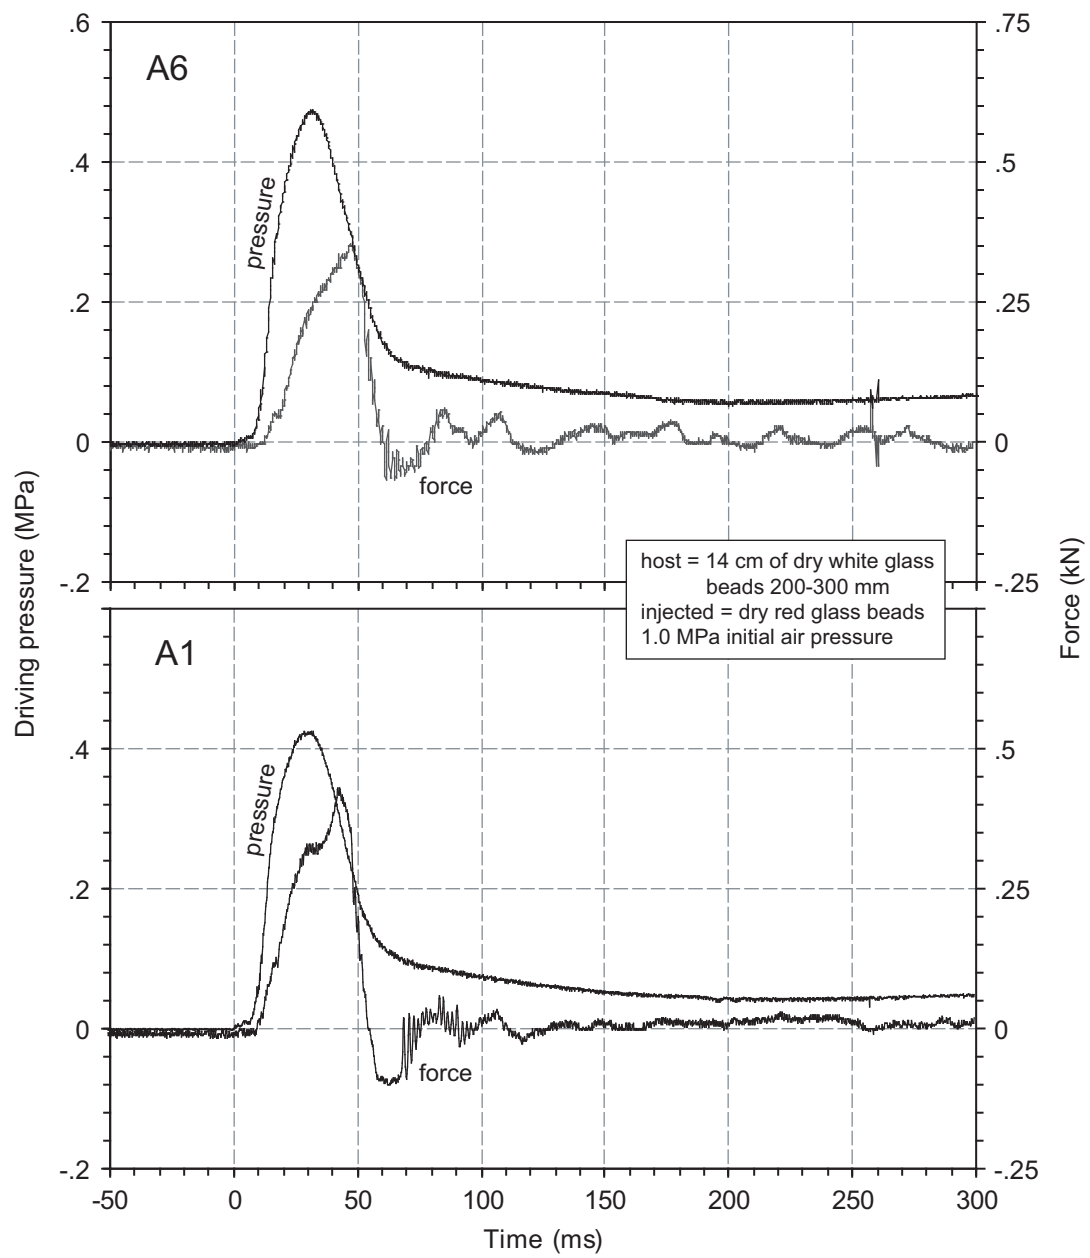 .6
.75
A6
.4
.5
pressure
.2
.25
0
0
force
-.2
-.25
Driving pressure (MPa)
Force (kN)
host = 14 cm of dry white glass
beads 200-300 mm
injected = dry red glass beads
1.0 MPa initial air pressure
A1
.4
.5
pressure
.2
.25
0
0
force
-.2
-.25
-50 0 50 100 150 200 250 300
Time (ms)